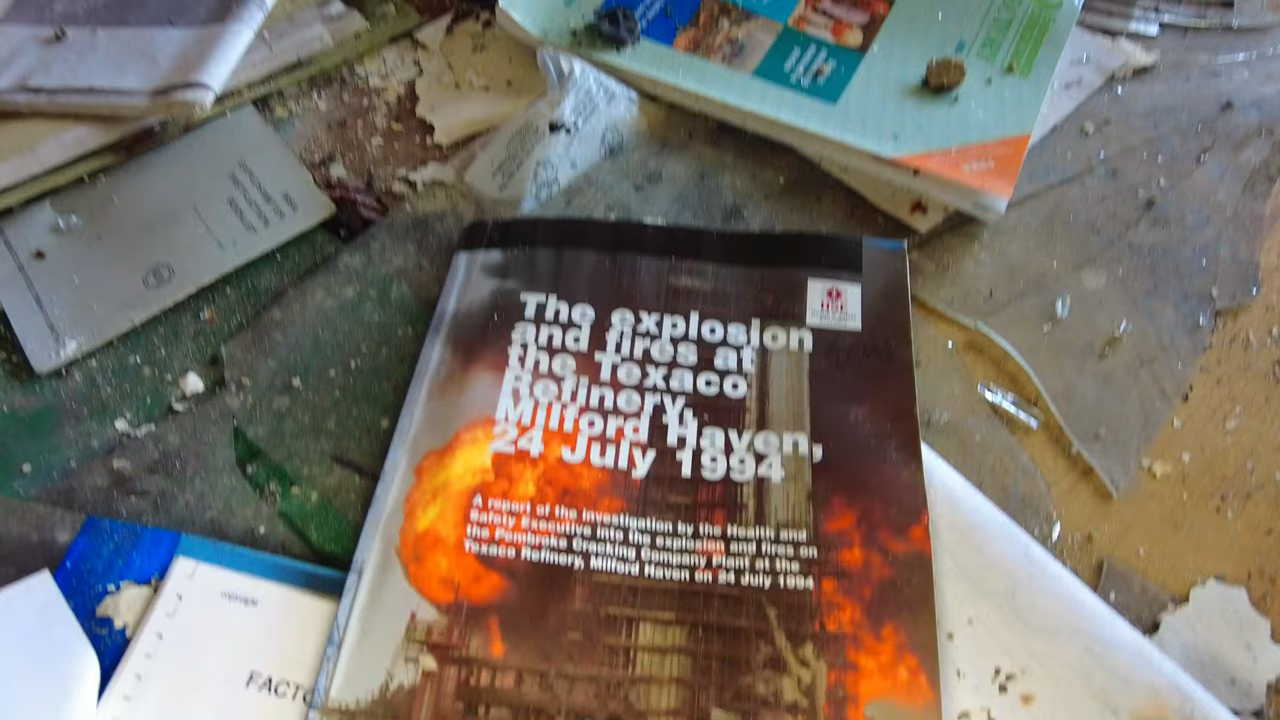 The explosion
and fires at
the Texaco
Refinery,
Milford Haven,
24 July 1994
HSE
A report of the investigation by the Health and
Safety Executive into the explosion and fires on
the Pembroke Cracking Company Plant at the
Texaco Refinery, Milford Haven on 24 July 1994
FACTO